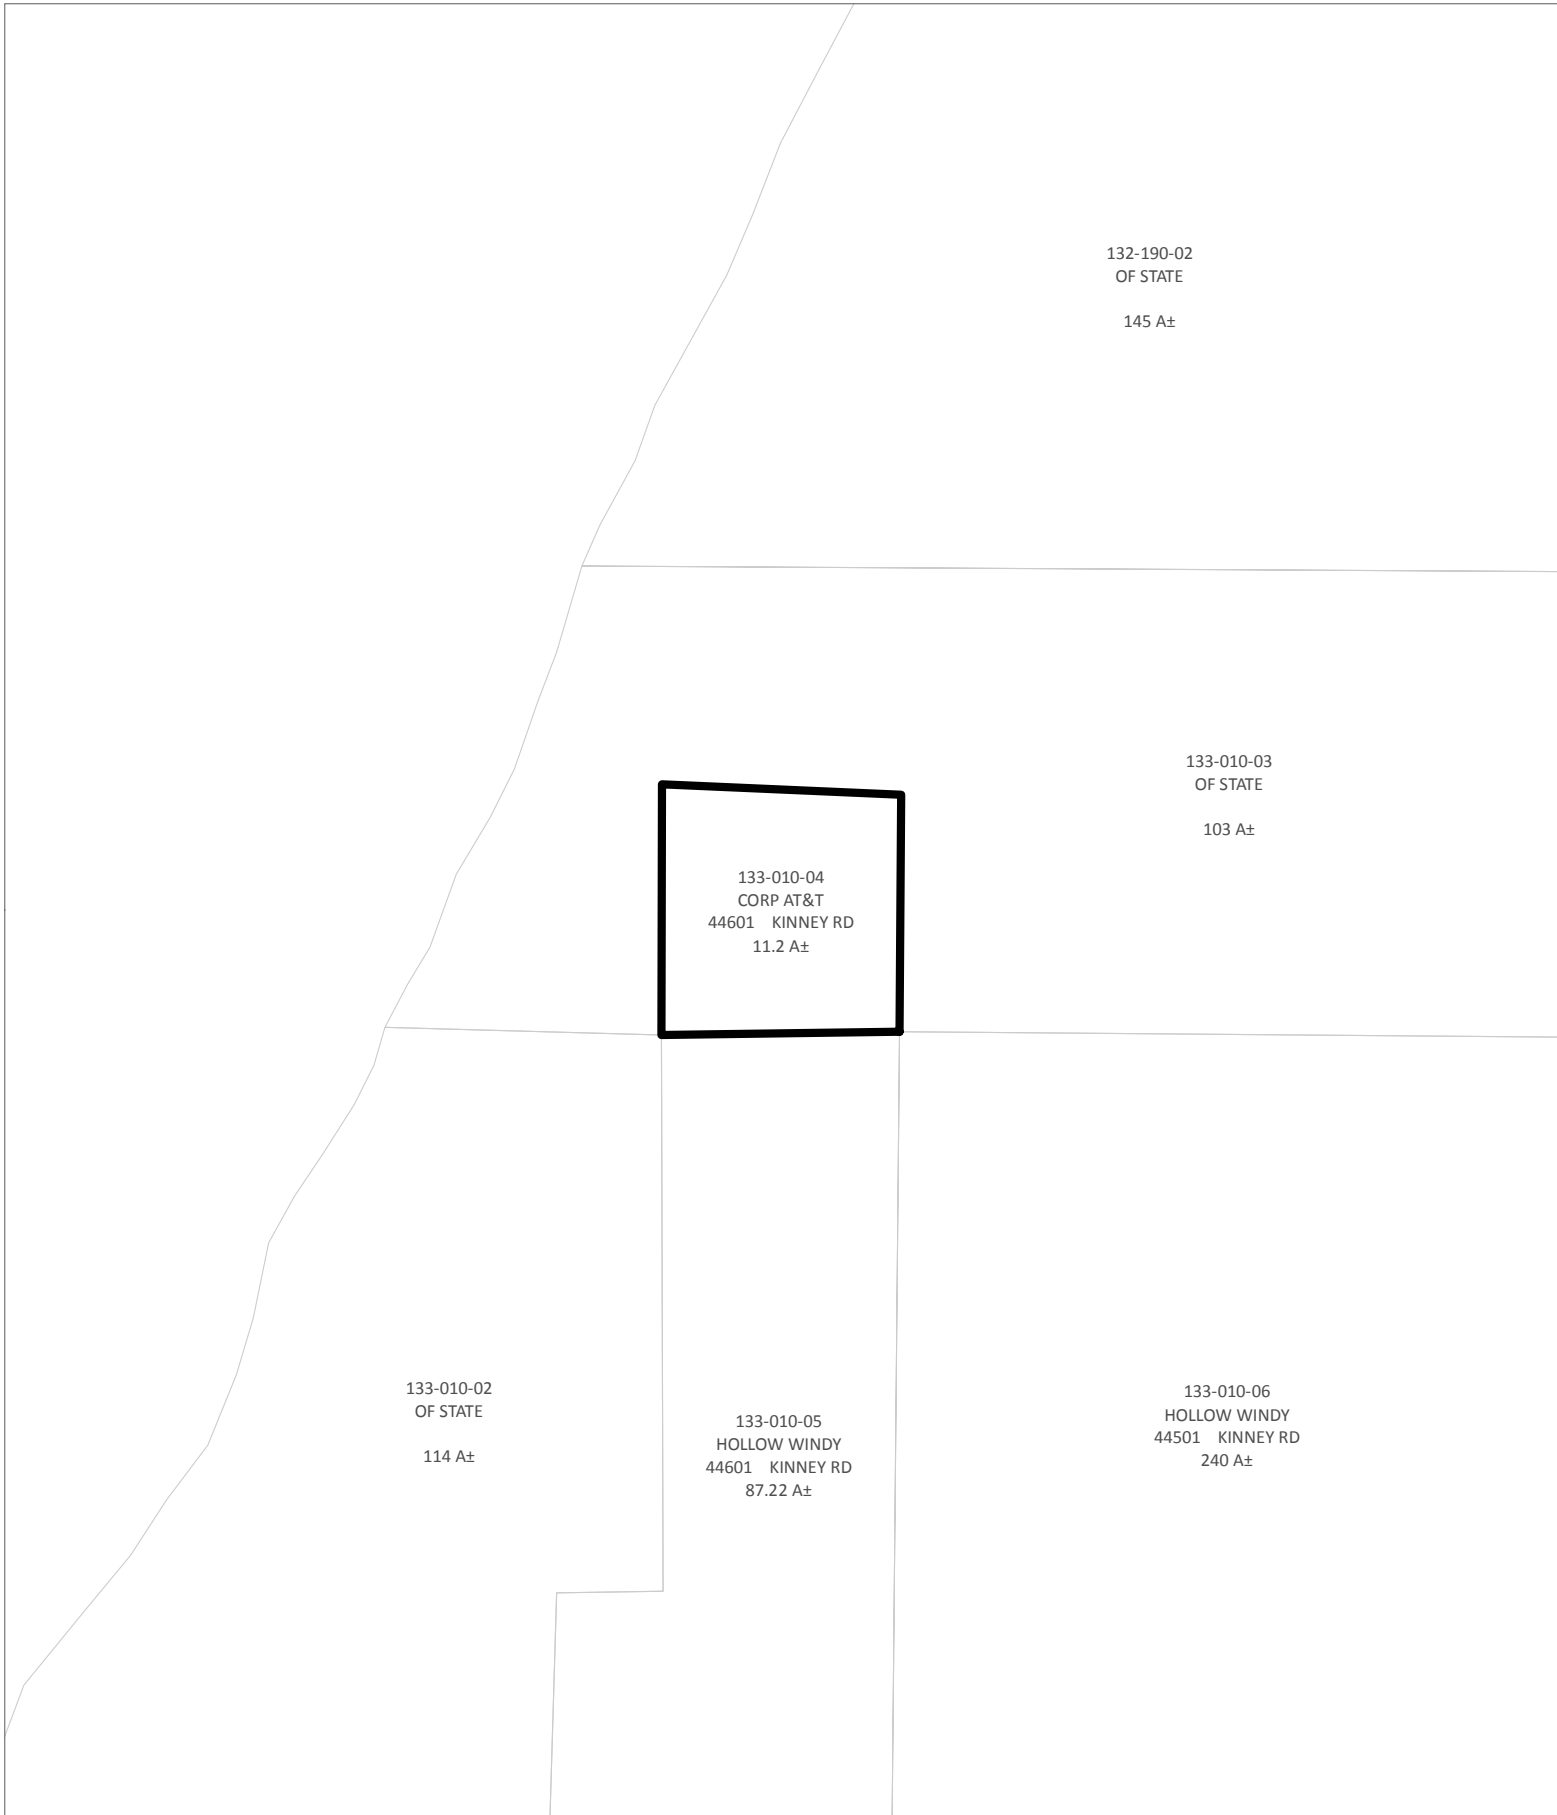 132-190-02
OF STATE
145 A±
133-010-03
OF STATE
103 A±
133-010-04
CORP AT&T
44601 KINNEY RD
11.2 A±
133-010-02
OF STATE
114 A±
133-010-05
HOLLOW WINDY
44601 KINNEY RD
87.22 A±
133-010-06
HOLLOW WINDY
44501 KINNEY RD
240 A±